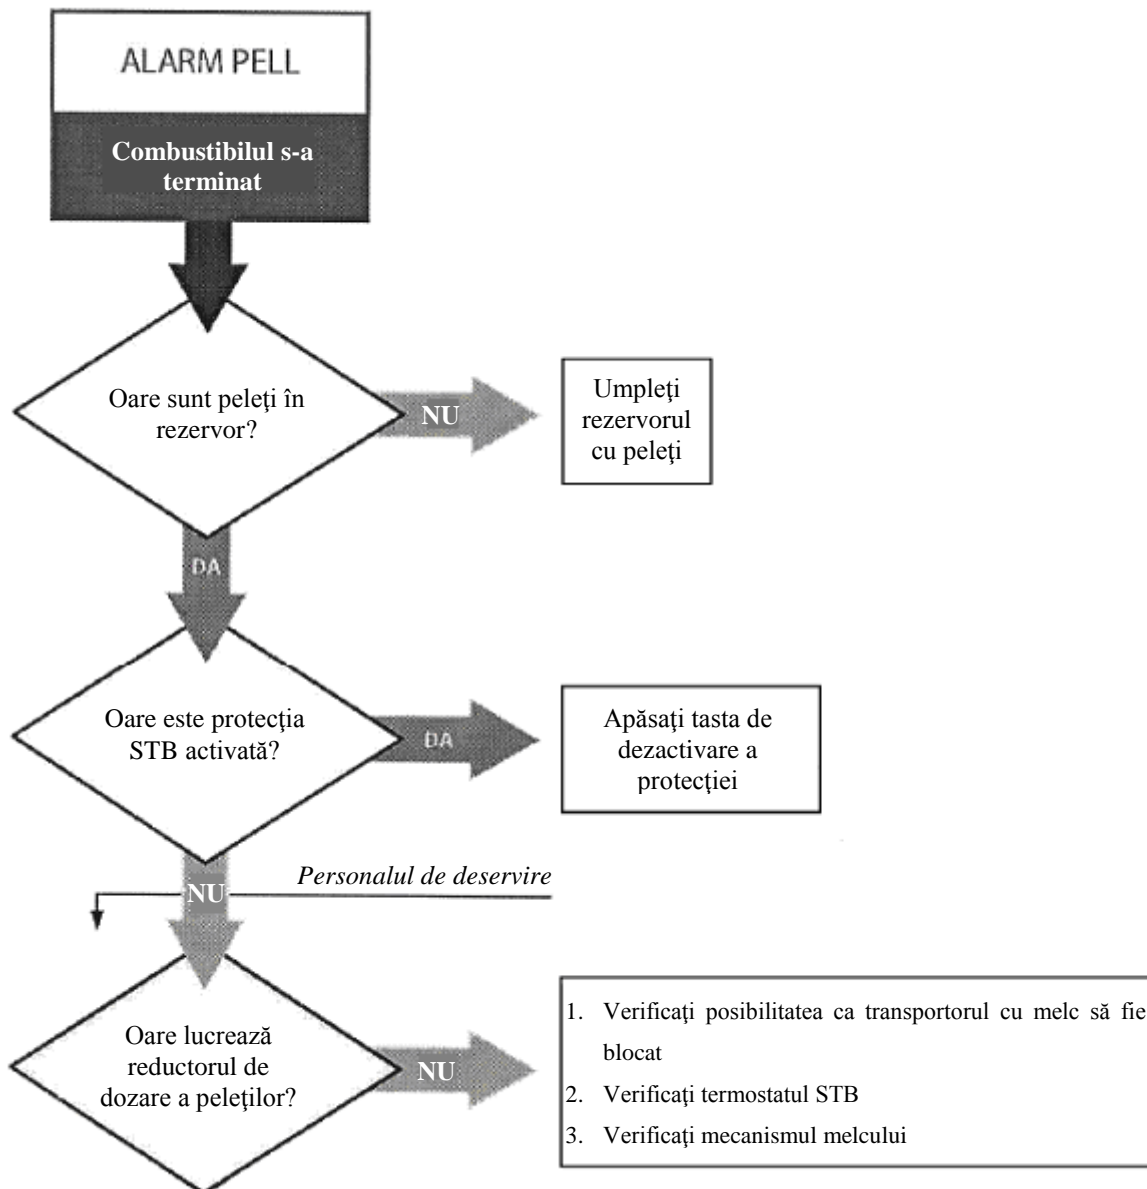 ALARM PELL
Combustibilul s-a
terminat
Oare sunt peleţi în
rezervor?
NU
Umpleţi
rezervorul
cu peleţi
DA
Oare este protecţia
STB activată?
DA
Apăsaţi tasta de
dezactivare a
protecţiei
Personalul de deservire
NU
Oare lucrează
reductorul de
dozare a peleţilor?
NU
1. Verificaţi posibilitatea ca transportorul cu melc să fie
blocat
2. Verificaţi termostatul STB
3. Verificaţi mecanismul melcului